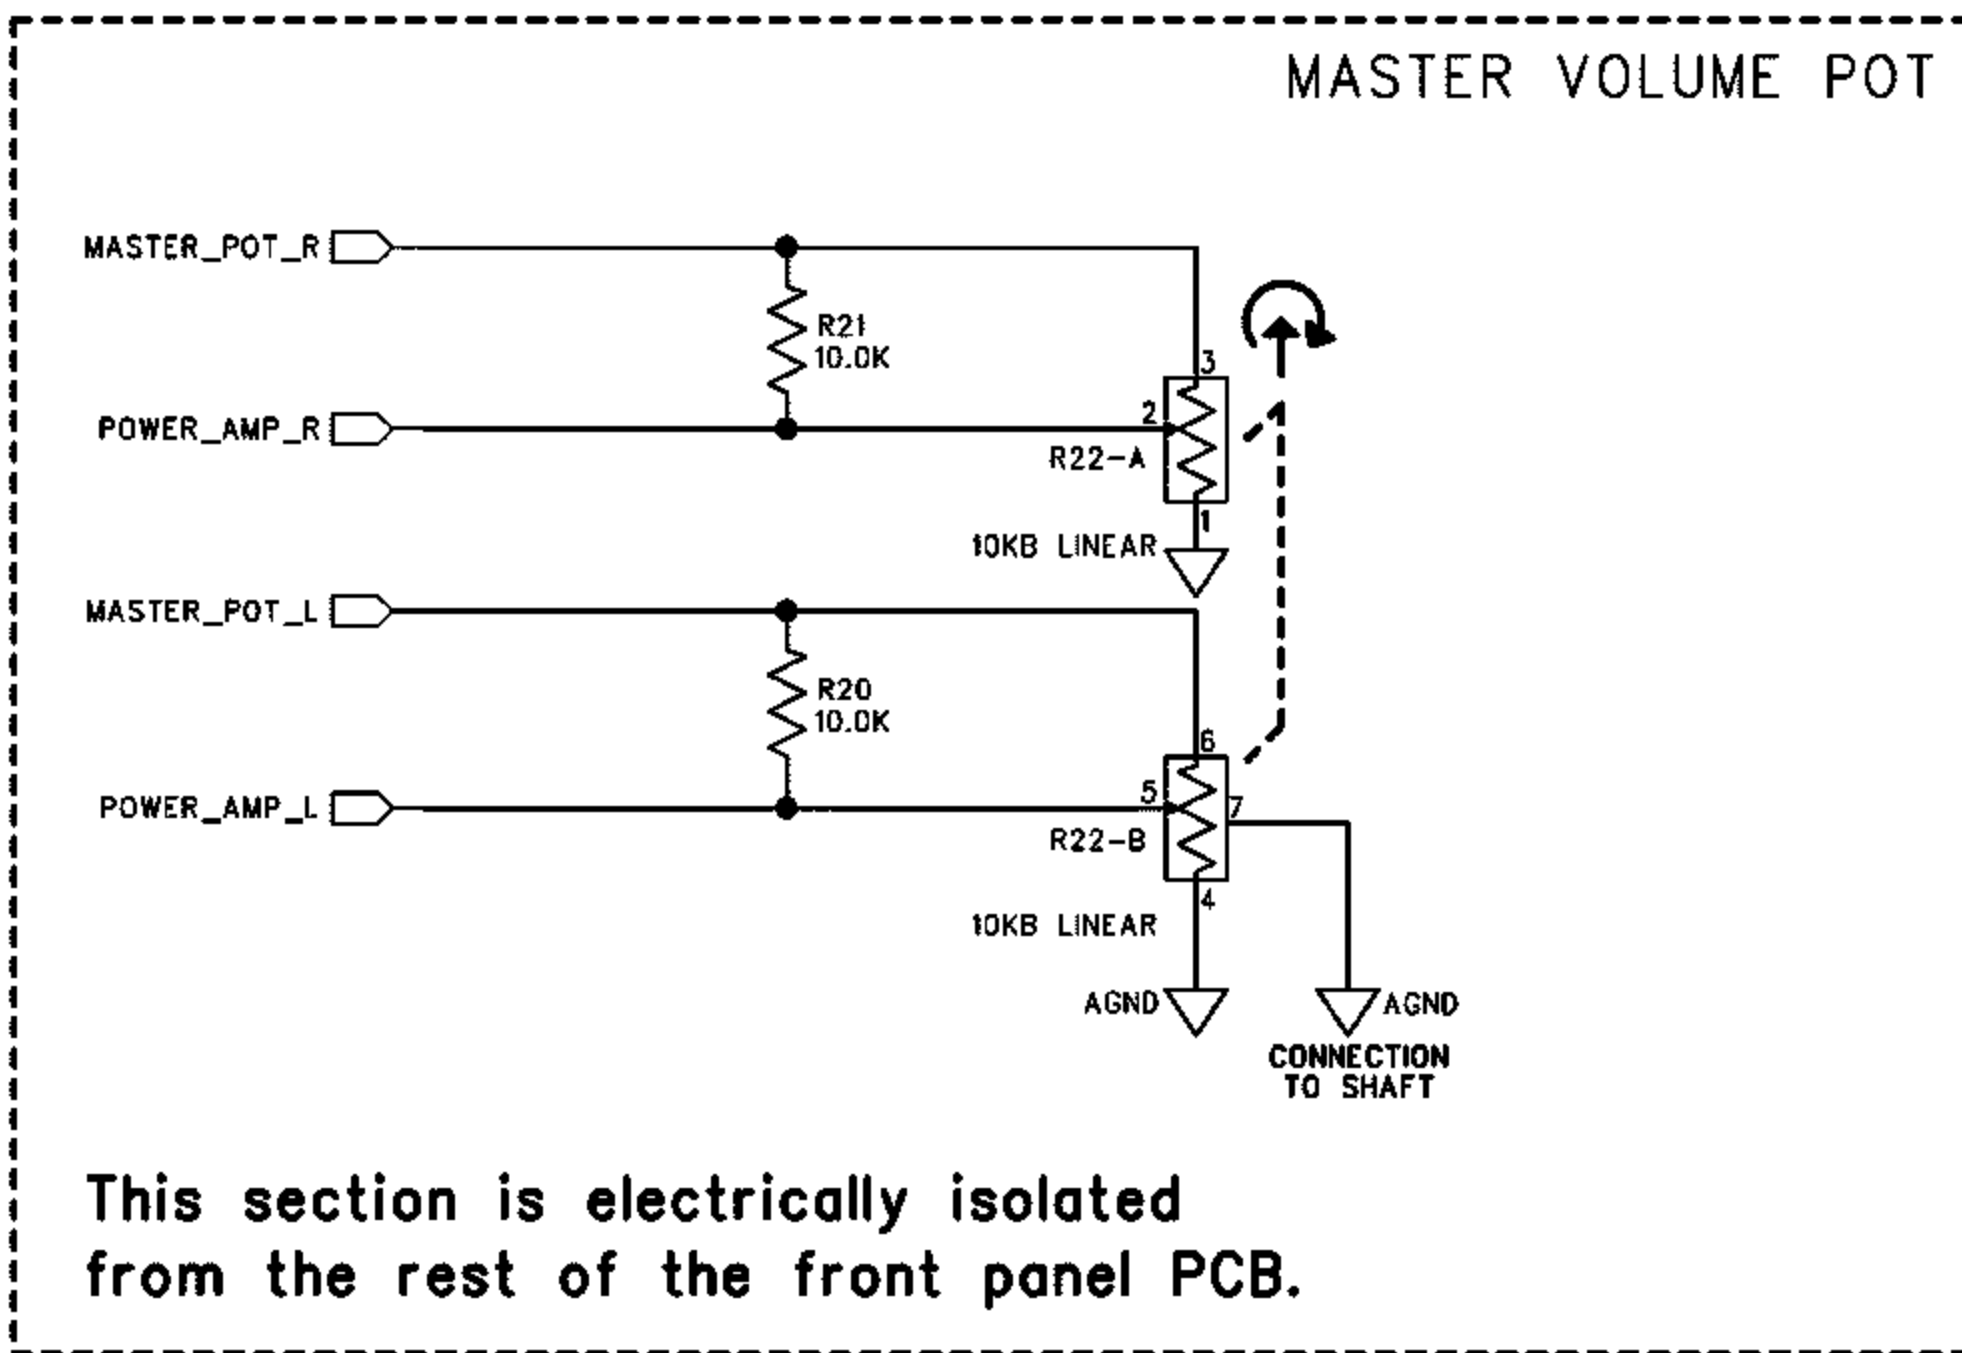 MASTER VOLUME POT
MASTER_POT_R
R21
10.0K
3
POWER_AMP_R
2
R22-A
1
10KB LINEAR
MASTER_POT_L
R20
10.0K
6
POWER_AMP_L
5
7
R22-B
4
10KB LINEAR
AGND
AGND
CONNECTION
TO SHAFT
This section is electrically isolated
from the rest of the front panel PCB.